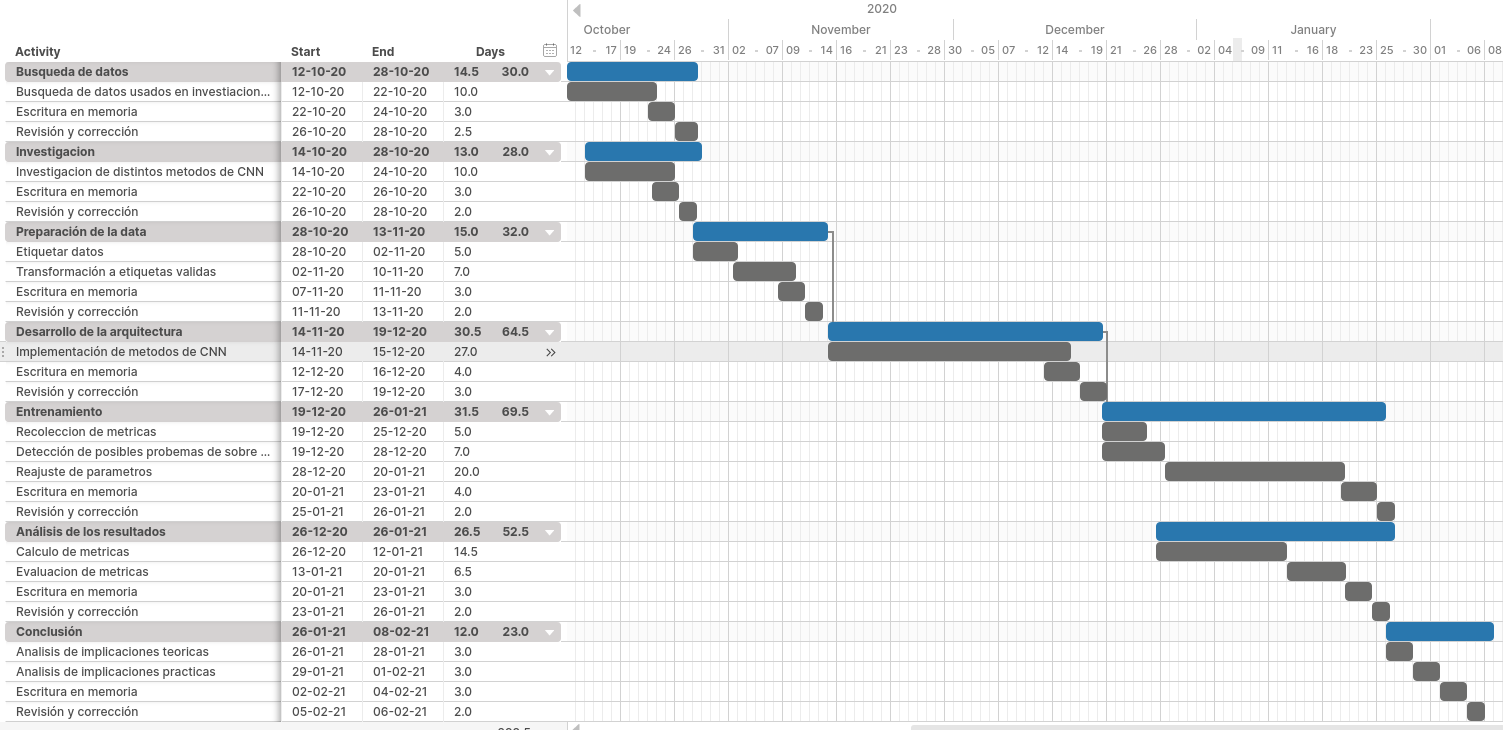 2020
October November December January
Activity Start End Days 12 - 17 19 - 24 26 - 31 02 - 07 09 - 14 16 - 21 23 - 28 30 - 05 07 - 12 14 - 19 21 - 26 28 - 02 04 - 09 11 - 16 18 - 23 25 - 30 01 - 06 08
Busqueda de datos 12-10-20 28-10-20 14.5 30.0
Busqueda de datos usados en investiacion... 12-10-20 22-10-20 10.0
Escritura en memoria 22-10-20 24-10-20 3.0
Revisión y corrección 26-10-20 28-10-20 2.5
Investigacion 14-10-20 28-10-20 13.0 28.0
Investigacion de distintos metodos de CNN 14-10-20 24-10-20 10.0
Escritura en memoria 22-10-20 26-10-20 3.0
Revisión y corrección 26-10-20 28-10-20 2.0
Preparación de la data 28-10-20 13-11-20 15.0 32.0
Etiquetar datos 28-10-20 02-11-20 5.0
Transformación a etiquetas validas 02-11-20 10-11-20 7.0
Escritura en memoria 07-11-20 11-11-20 3.0
Revisión y corrección 11-11-20 13-11-20 2.0
Desarrollo de la arquitectura 14-11-20 19-12-20 30.5 64.5
Implementación de metodos de CNN 14-11-20 15-12-20 27.0
Escritura en memoria 12-12-20 16-12-20 4.0
Revisión y corrección 17-12-20 19-12-20 3.0
Entrenamiento 19-12-20 26-01-21 31.5 69.5
Recoleccion de metricas 19-12-20 25-12-20 5.0
Detección de posibles probemas de sobre ... 19-12-20 28-12-20 7.0
Reajuste de parametros 28-12-20 20-01-21 20.0
Escritura en memoria 20-01-21 23-01-21 4.0
Revisión y corrección 25-01-21 26-01-21 2.0
Análisis de los resultados 26-12-20 26-01-21 26.5 52.5
Calculo de metricas 26-12-20 12-01-21 14.5
Evaluacion de metricas 13-01-21 20-01-21 6.5
Escritura en memoria 20-01-21 23-01-21 3.0
Revisión y corrección 23-01-21 26-01-21 2.0
Conclusión 26-01-21 08-02-21 12.0 23.0
Analisis de implicaciones teoricas 26-01-21 28-01-21 3.0
Analisis de implicaciones practicas 29-01-21 01-02-21 3.0
Escritura en memoria 02-02-21 04-02-21 3.0
Revisión y corrección 05-02-21 06-02-21 2.0